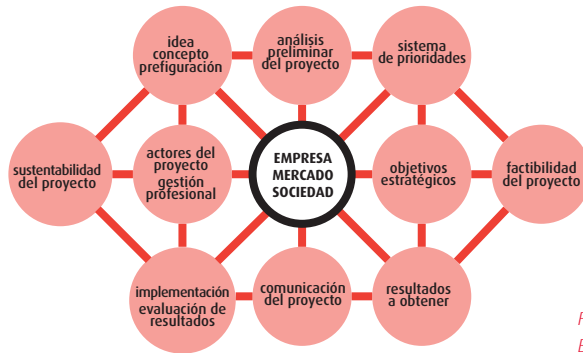 idea
concepto
prefiguración
análisis
preliminar
del proyecto
sistema
de prioridades
sustentabilidad
del proyecto
actores del
proyecto
gestión
profesional
EMPRESA
MERCADO
SOCIEDAD
objetivos
estratégicos
factibilidad
del proyecto
implementación
evaluación de
resultados
comunicación
del proyecto
resultados
a obtener